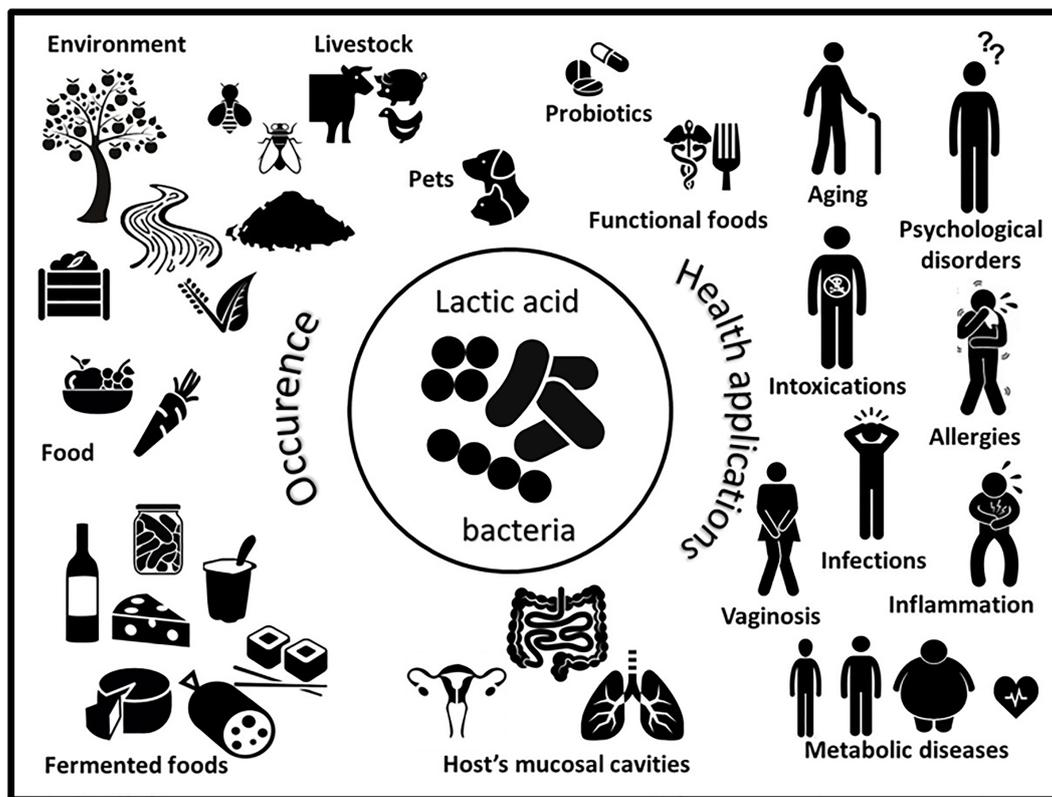 Environment
Livestock
Probiotics
??
Pets
Functional foods
Aging
Psychological
disorders
Lactic acid
bacteria
Occurence
Health applications
Intoxications
Allergies
Food
Infections
Vaginosis
Inflammation
Fermented foods
Host's mucosal cavities
Metabolic diseases